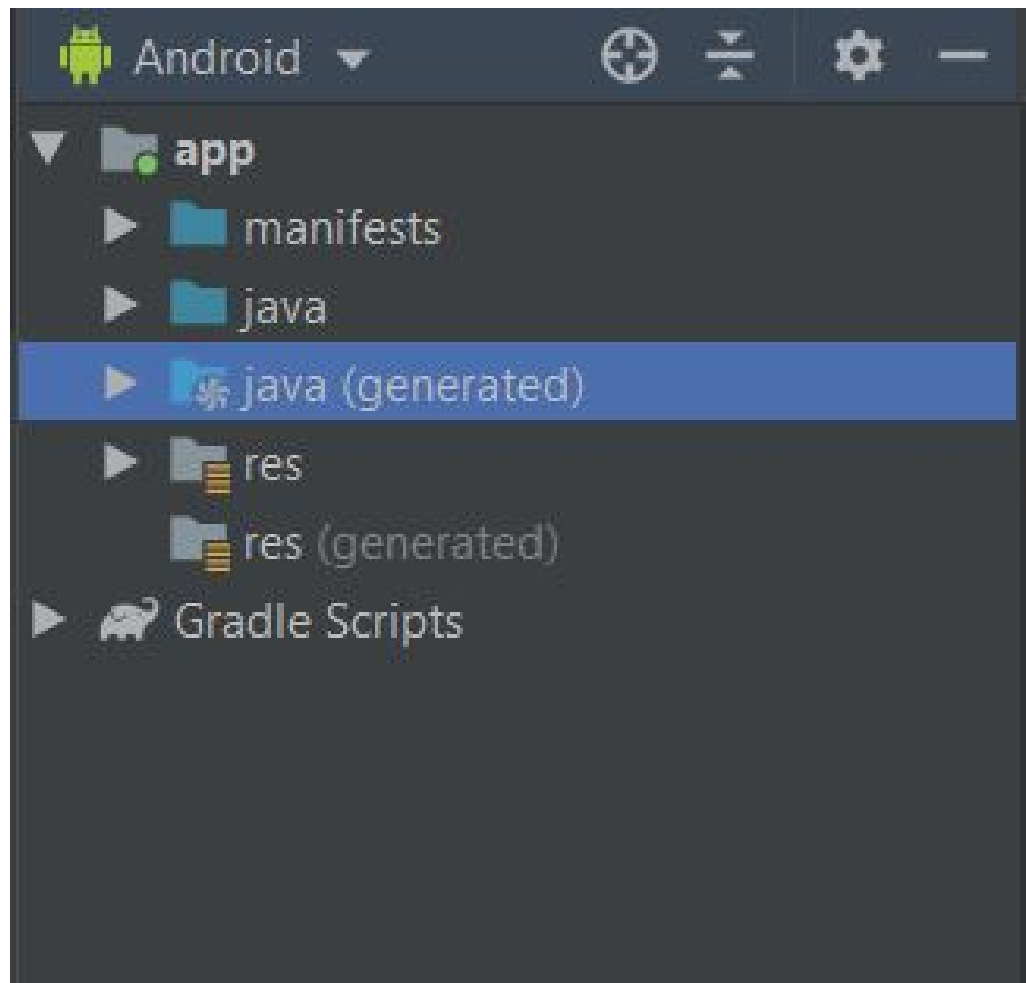 Android
app
manifests
java
java (generated)
res
res (generated)
Gradle Scripts